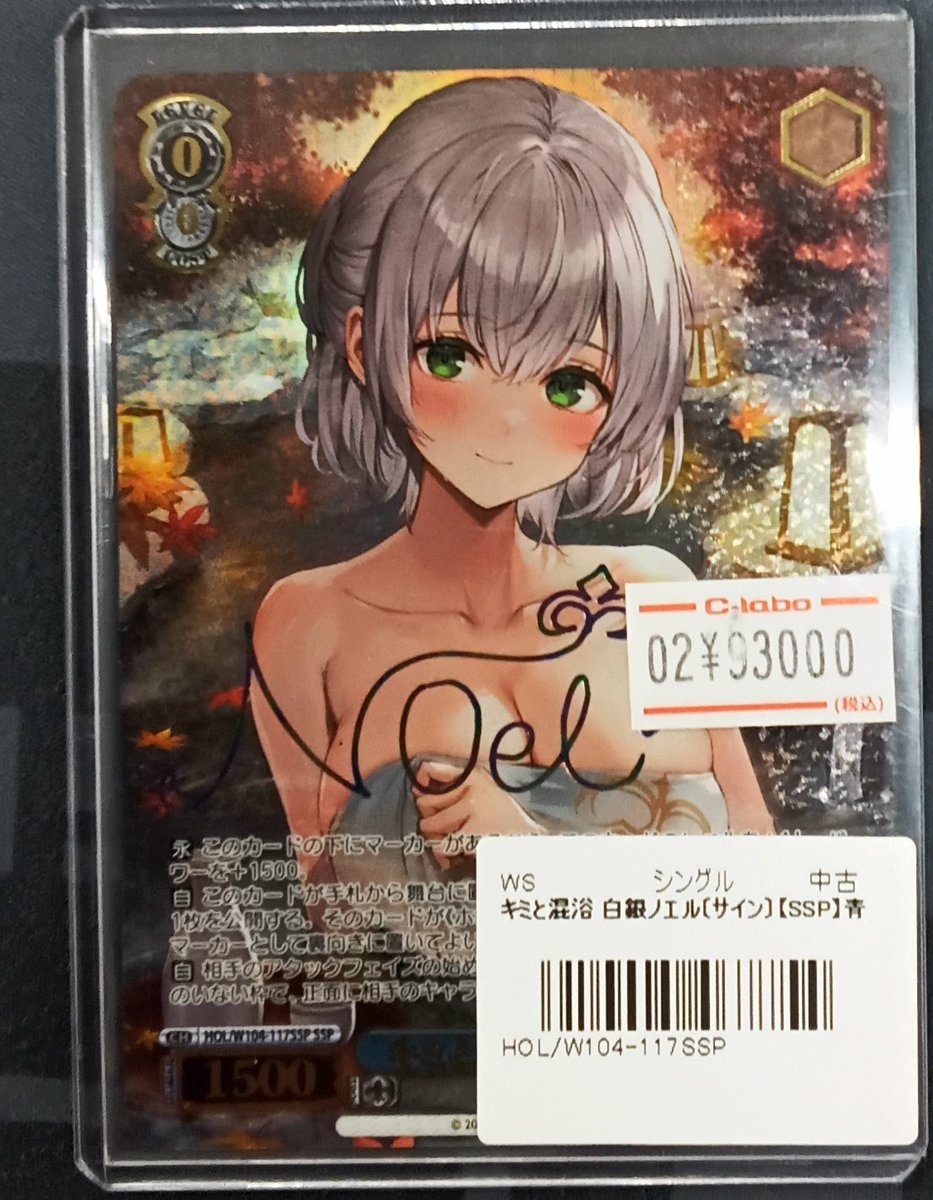 LEVEL
0
0
COST
Noel
C-labo
02¥93000
(税込)
永 このカードの下にマーカーがあ
ワーを+1500。
自 このカードが手札から舞台に
1枚を公開する。そのカードが《ホ
マーカーとして裏向きに置いてよい
自 相手のアタックフェイズの始め
のいない枠で、正面に相手のキャラ
WS シングル 中古
キミと混浴 白銀ノエル〔サイン〕【SSP】青
HOL/W104-117SSP
HOL/W104-117SSP SSP
1500
© 20